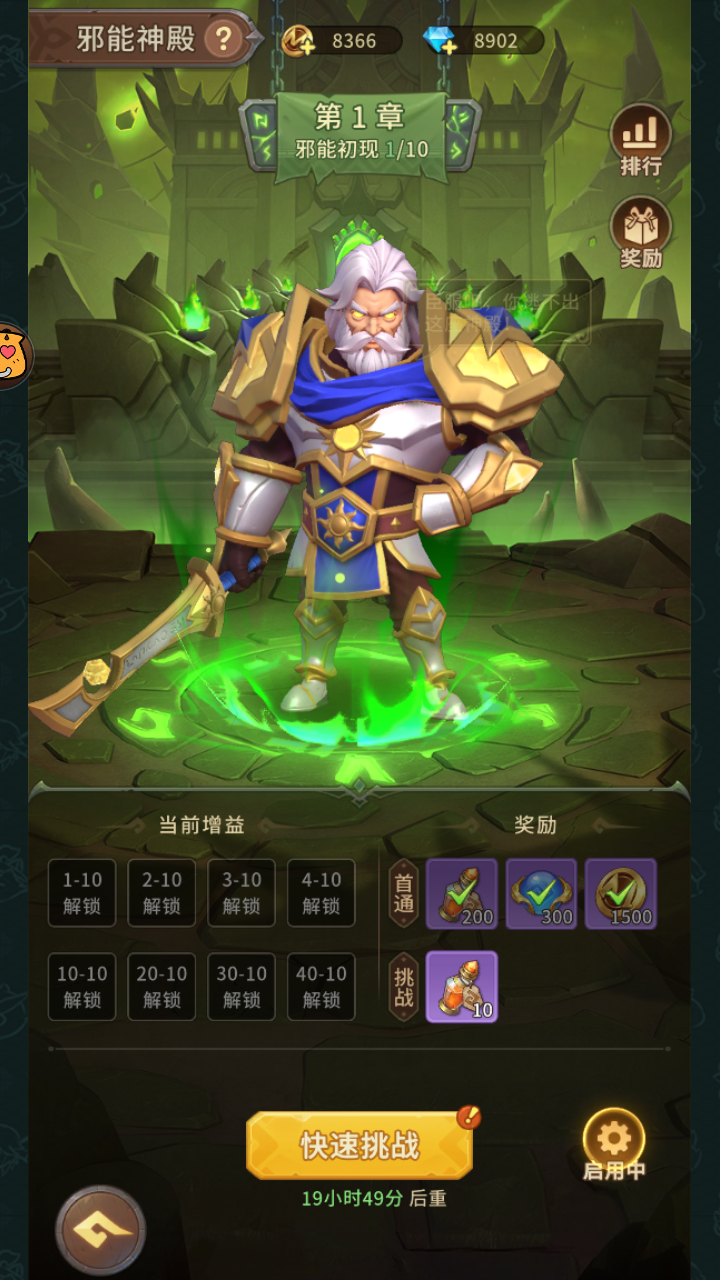 邪能神殿
?
8366
8902
第 1 章
邪能初现 1/10
排行
奖励
当前增益
奖励
1-10
解锁
2-10
解锁
3-10
解锁
4-10
解锁
首通
200
300
1500
10-10
解锁
20-10
解锁
30-10
解锁
40-10
解锁
挑战
10
快速挑战
启用中
19小时49分 后重